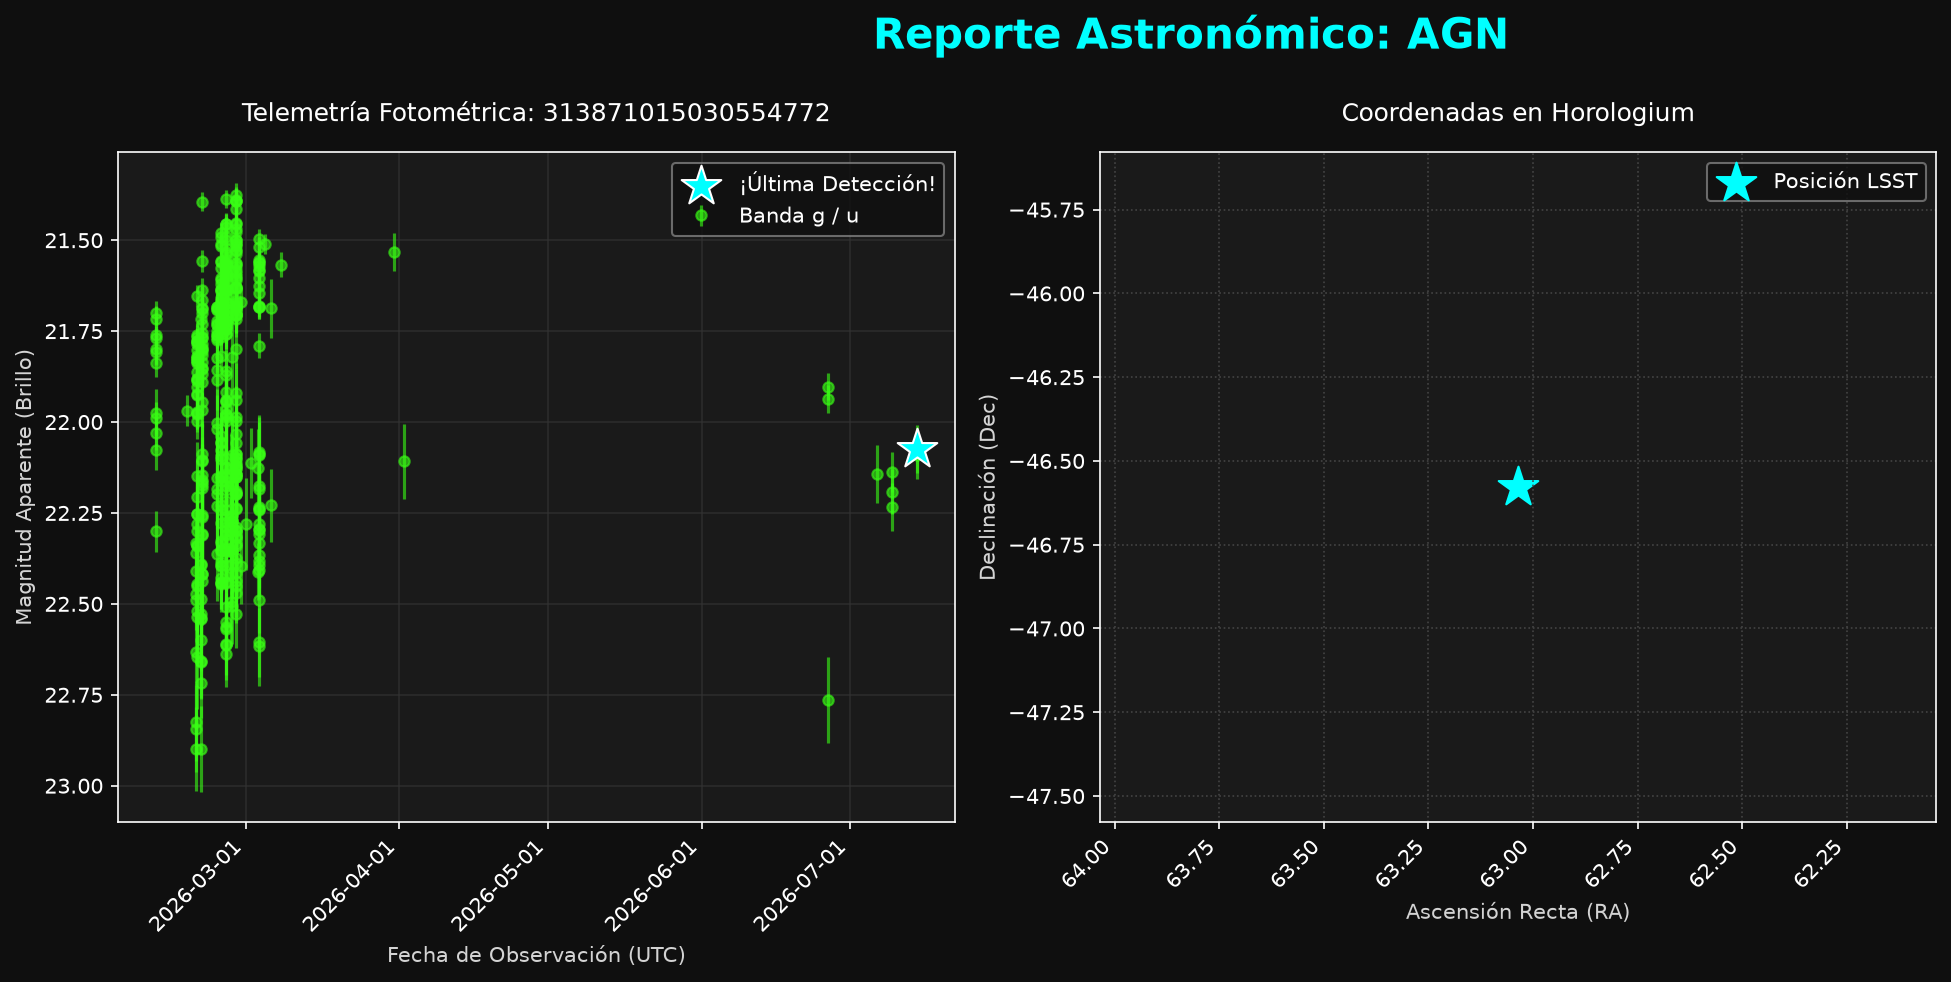 Reporte Astronómico: AGN
Telemetría Fotométrica: 313871015030554772
¡Última Detección!
Banda g / u
Magnitud Aparente (Brillo)
21.50
21.75
22.00
22.25
22.50
22.75
23.00
2026-03-01
2026-04-01
2026-05-01
2026-06-01
2026-07-01
Fecha de Observación (UTC)
Coordenadas en Horologium
Posición LSST
Declinación (Dec)
−45.75
−46.00
−46.25
−46.50
−46.75
−47.00
−47.25
−47.50
64.00
63.75
63.50
63.25
63.00
62.75
62.50
62.25
Ascensión Recta (RA)